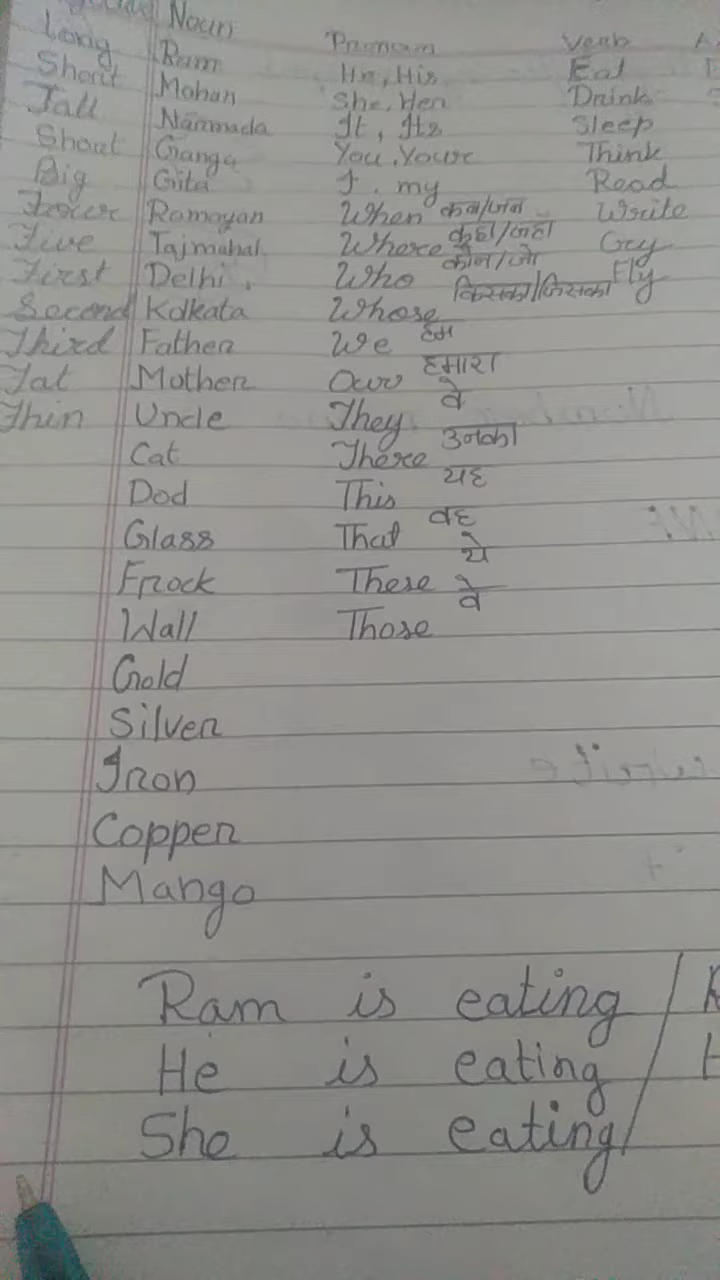 Noun Pronoun Verb
Long Ram He, His Eat
Short Mohan She, Her Drink
Tall Narmada It, Its Sleep
Short Ganga You, Your Think
Big Gita I, my Read
Four Ramayan When कब/जब Write
Five Tajmahal Where कहा/जहा Cry
First Delhi Who कौन/जो Fly
Second Kolkata Whose किसका/जिसका
Third Father We हम
Fat Mother Our हमारा
Thin Uncle They वे
Cat There उनका
Dod This यह
Glass That वह
Frock These ये
Wall Those वे
Gold
Silver
Iron
Copper
Mango
Ram is eating /
He is eating /
She is eating /